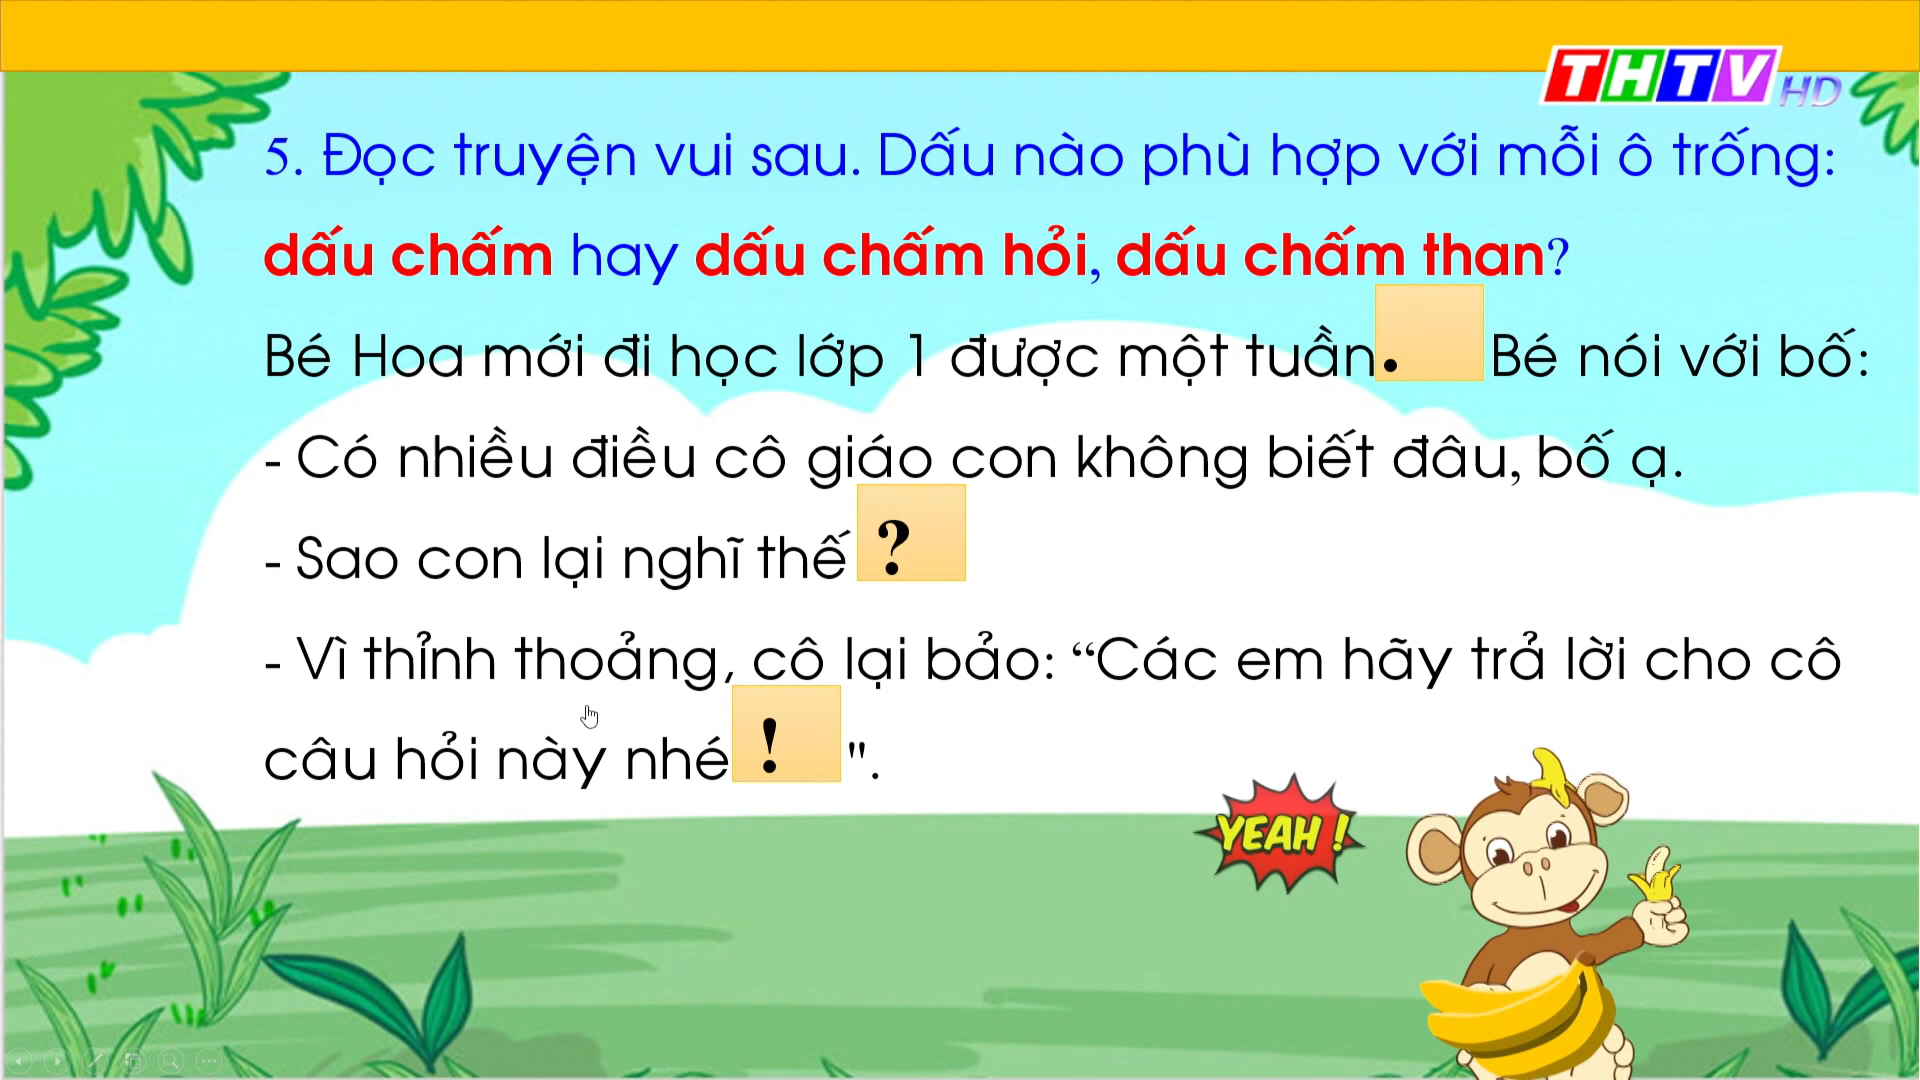 THTV HD
5. Đọc truyện vui sau. Dấu nào phù hợp với mỗi ô trống:
dấu chấm hay dấu chấm hỏi, dấu chấm than?
Bé Hoa mới đi học lớp 1 được một tuần. Bé nói với bố:
- Có nhiều điều cô giáo con không biết đâu, bố ạ.
- Sao con lại nghĩ thế ?
- Vì thỉnh thoảng, cô lại bảo: “Các em hãy trả lời cho cô
câu hỏi này nhé ! ".
YEAH !